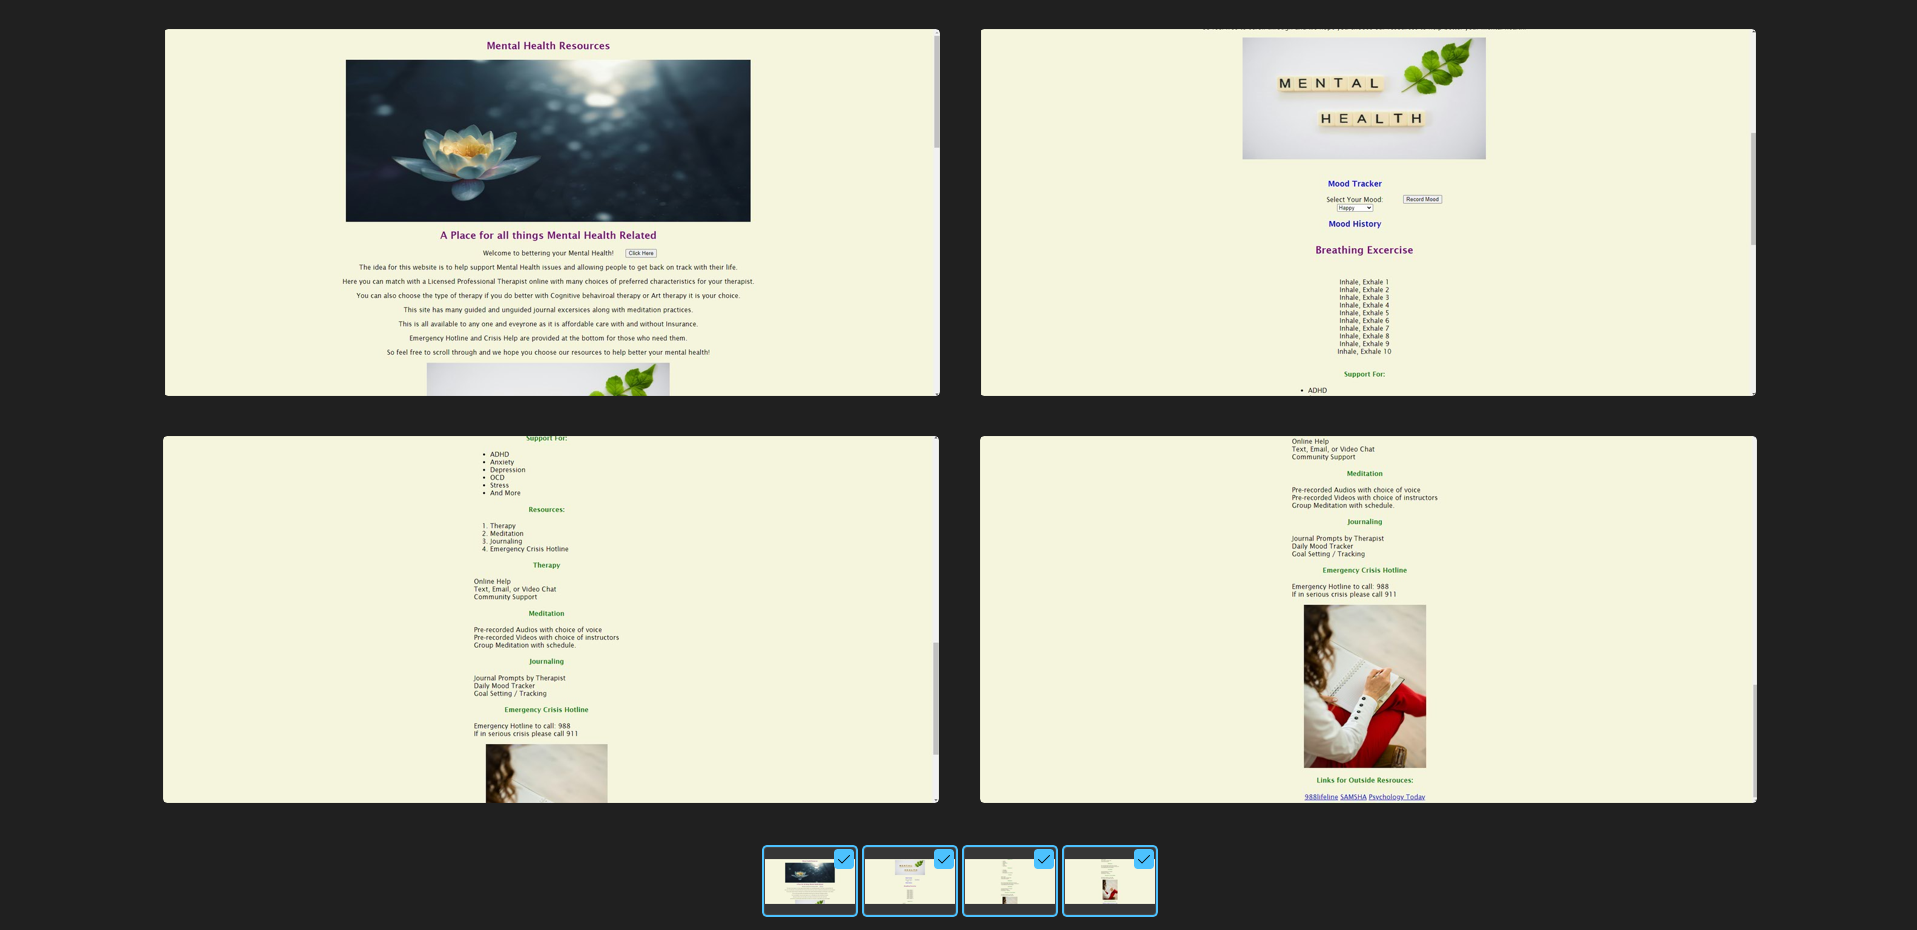 Mental Health Resources
A Place for all things Mental Health Related
Welcome to bettering your Mental Health! Click Here
The idea for this website is to help support Mental Health issues and allowing people to get back on track with their life.
Here you can match with a Licensed Professional Therapist online with many choices of preferred characteristics for your therapist.
You can also choose the type of therapy if you do better with Cognitive behaviroal therapy or Art therapy it is your choice.
This site has many guided and unguided journal excersices along with meditation practices.
This is all available to any one and eveyrone as it is affordable care with and without Insurance.
Emergency Hotline and Crisis Help are provided at the bottom for those who need them.
So feel free to scroll through and we hope you choose our resources to help better your mental health!
MENTAL
HEALTH
Mood Tracker
Select Your Mood: Record Mood
Happy
Mood History
Breathing Excercise
Inhale, Exhale 1
Inhale, Exhale 2
Inhale, Exhale 3
Inhale, Exhale 4
Inhale, Exhale 5
Inhale, Exhale 6
Inhale, Exhale 7
Inhale, Exhale 8
Inhale, Exhale 9
Inhale, Exhale 10
Support For:
• ADHD
Support For:
• ADHD
• Anxiety
• Depression
• OCD
• Stress
• And More
Resources:
1. Therapy
2. Meditation
3. Journaling
4. Emergency Crisis Hotline
Therapy
Online Help
Text, Email, or Video Chat
Community Support
Meditation
Pre-recorded Audios with choice of voice
Pre-recorded Videos with choice of instructors
Group Meditation with schedule.
Journaling
Journal Prompts by Therapist
Daily Mood Tracker
Goal Setting / Tracking
Emergency Crisis Hotline
Emergency Hotline to call: 988
If in serious crisis please call 911
Online Help
Text, Email, or Video Chat
Community Support
Meditation
Pre-recorded Audios with choice of voice
Pre-recorded Videos with choice of instructors
Group Meditation with schedule.
Journaling
Journal Prompts by Therapist
Daily Mood Tracker
Goal Setting / Tracking
Emergency Crisis Hotline
Emergency Hotline to call: 988
If in serious crisis please call 911
Links for Outside Resrouces:
988lifeline SAMSHA Psychology Today